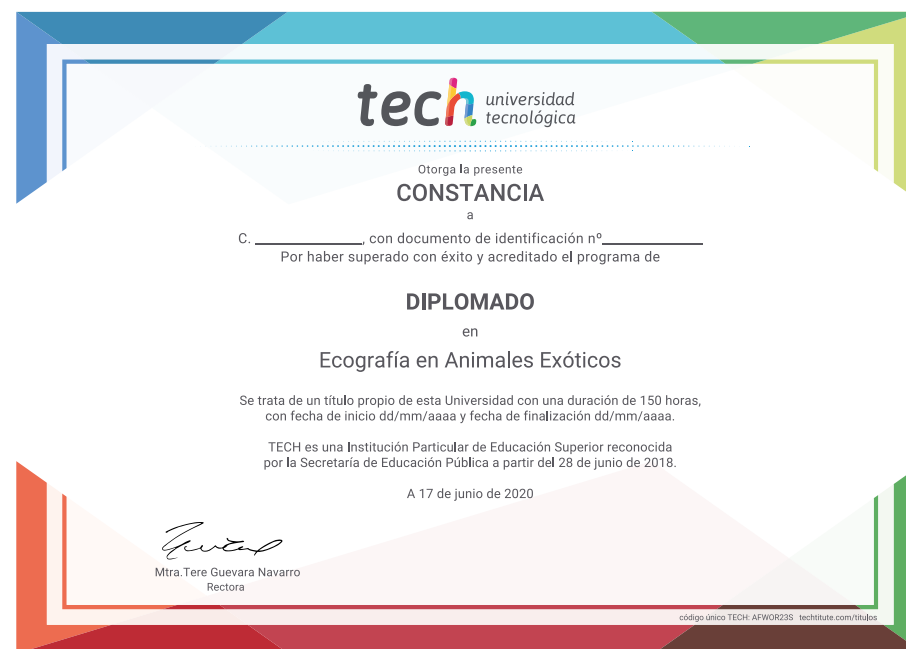 tech universidad
tecnológica
Otorga la presente
CONSTANCIA
a
C. ____________, con documento de identificación nº____________
Por haber superado con éxito y acreditado el programa de
DIPLOMADO
en
Ecografía en Animales Exóticos
Se trata de un título propio de esta Universidad con una duración de 150 horas,
con fecha de inicio dd/mm/aaaa y fecha de finalización dd/mm/aaaa.
TECH es una Institución Particular de Educación Superior reconocida
por la Secretaría de Educación Pública a partir del 28 de junio de 2018.
A 17 de junio de 2020
Mtra.Tere Guevara Navarro
Rectora
código único TECH: AFWOR23S techtitute.com/titulos